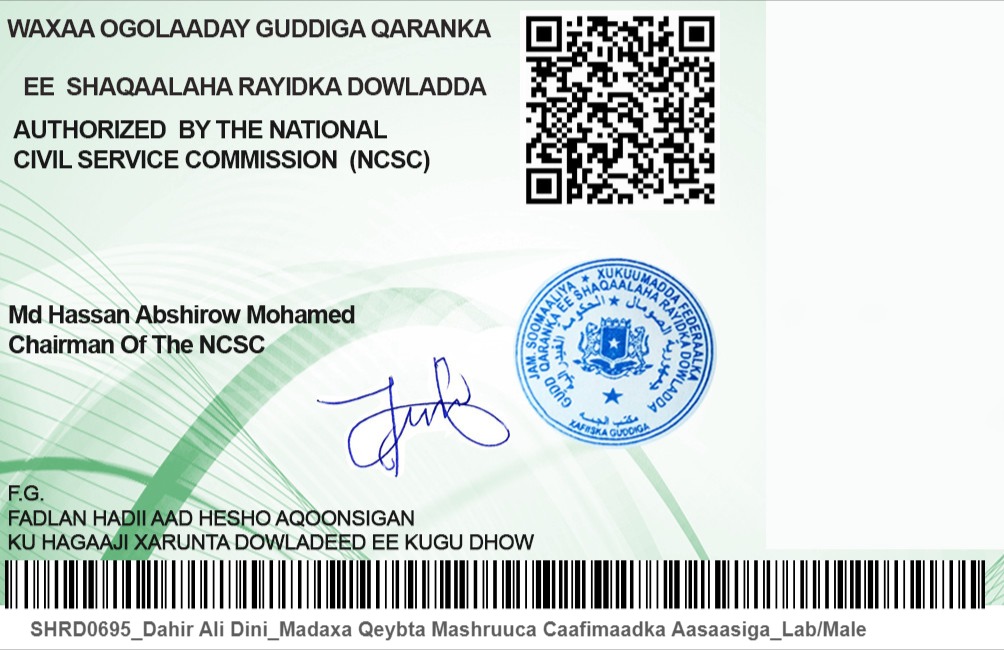 WAXAA OGOLAADAY GUDDIGA QARANKA
EE SHAQAALAHA RAYIDKA DOWLADDA
AUTHORIZED BY THE NATIONAL
CIVIL SERVICE COMMISSION (NCSC)
Md Hassan Abshirow Mohamed
Chairman Of The NCSC
JAM. SOOMAALIYA ★ XUKUUMADDA FEDERAALKA
GUDD QARANKA EE SHAQAALAHA RAYIDKA DOWLADDA
XAFIISKA GUDDIGA
F.G.
FADLAN HADII AAD HESHO AQOONSIGAN
KU HAGAAJI XARUNTA DOWLADEED EE KUGU DHOW
SHRD0695_Dahir Ali Dini_Madaxa Qeybta Mashruuca Caafimaadka Aasaasiga_Lab/Male